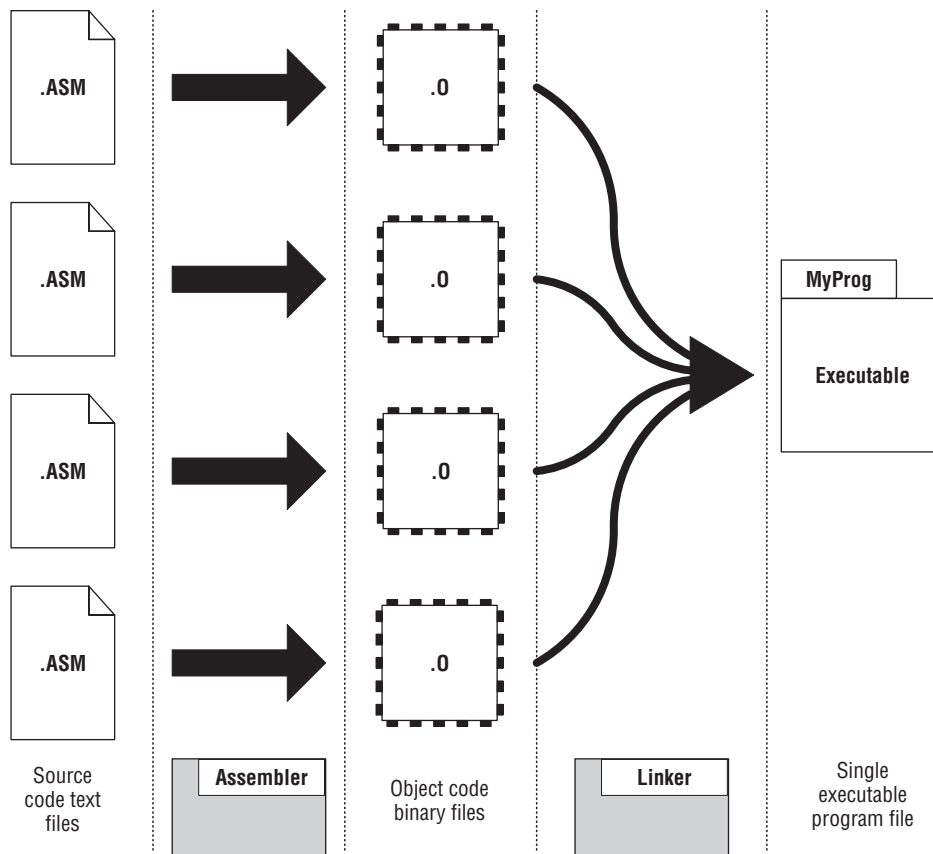 .ASM
.O
.ASM
.O
MyProg
Executable
.ASM
.O
.ASM
.O
Source
code text
files
Assembler
Object code
binary files
Linker
Single
executable
program file